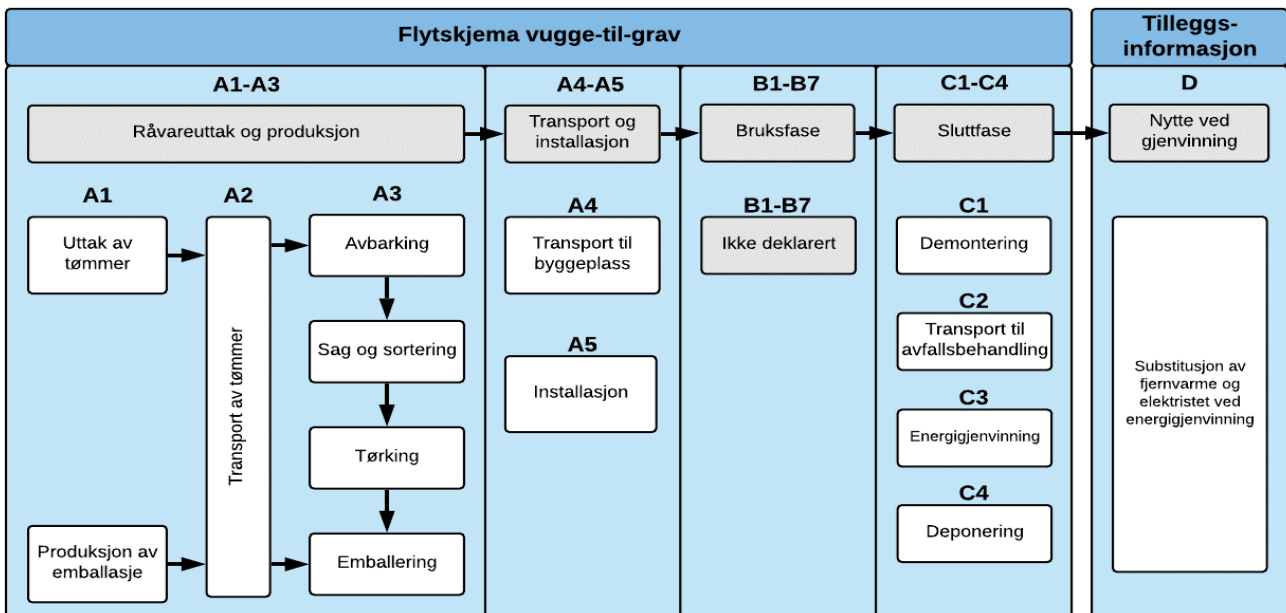 Flytskjema vugge-til-grav
Tilleggs-
informasjon
A1-A3
A4-A5
B1-B7
C1-C4
D
Råvareuttak og produksjon
Transport og
installasjon
Bruksfase
Sluttfase
Nytte ved
gjenvinning
A1
A2
A3
Uttak av
tømmer
Produksjon av
emballasje
Transport av tømmer
Avbarking
Sag og sortering
Tørking
Emballering
A4
Transport til
byggeplass
A5
Installasjon
B1-B7
Ikke deklarert
C1
Demontering
C2
Transport til
avfallsbehandling
C3
Energigjenvinning
C4
Deponering
Substitusjon av
fjernvarme og
elektristet ved
energigjenvinning